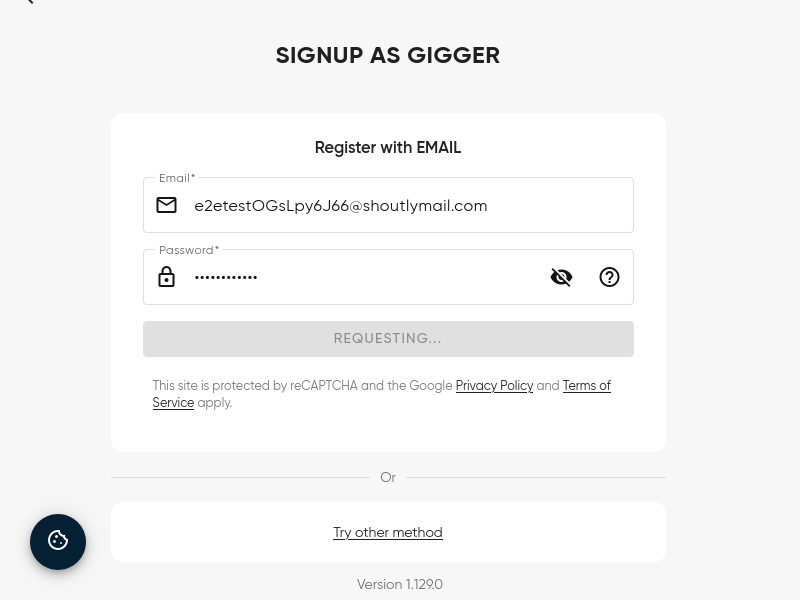 SIGNUP AS GIGGER
Register with EMAIL
Email*
e2etestOGsLpy6J66@shoutlymail.com
Password*
••••••••••••
REQUESTING...
This site is protected by reCAPTCHA and the Google Privacy Policy and Terms of
Service apply.
Or
Try other method
Version 1.129.0